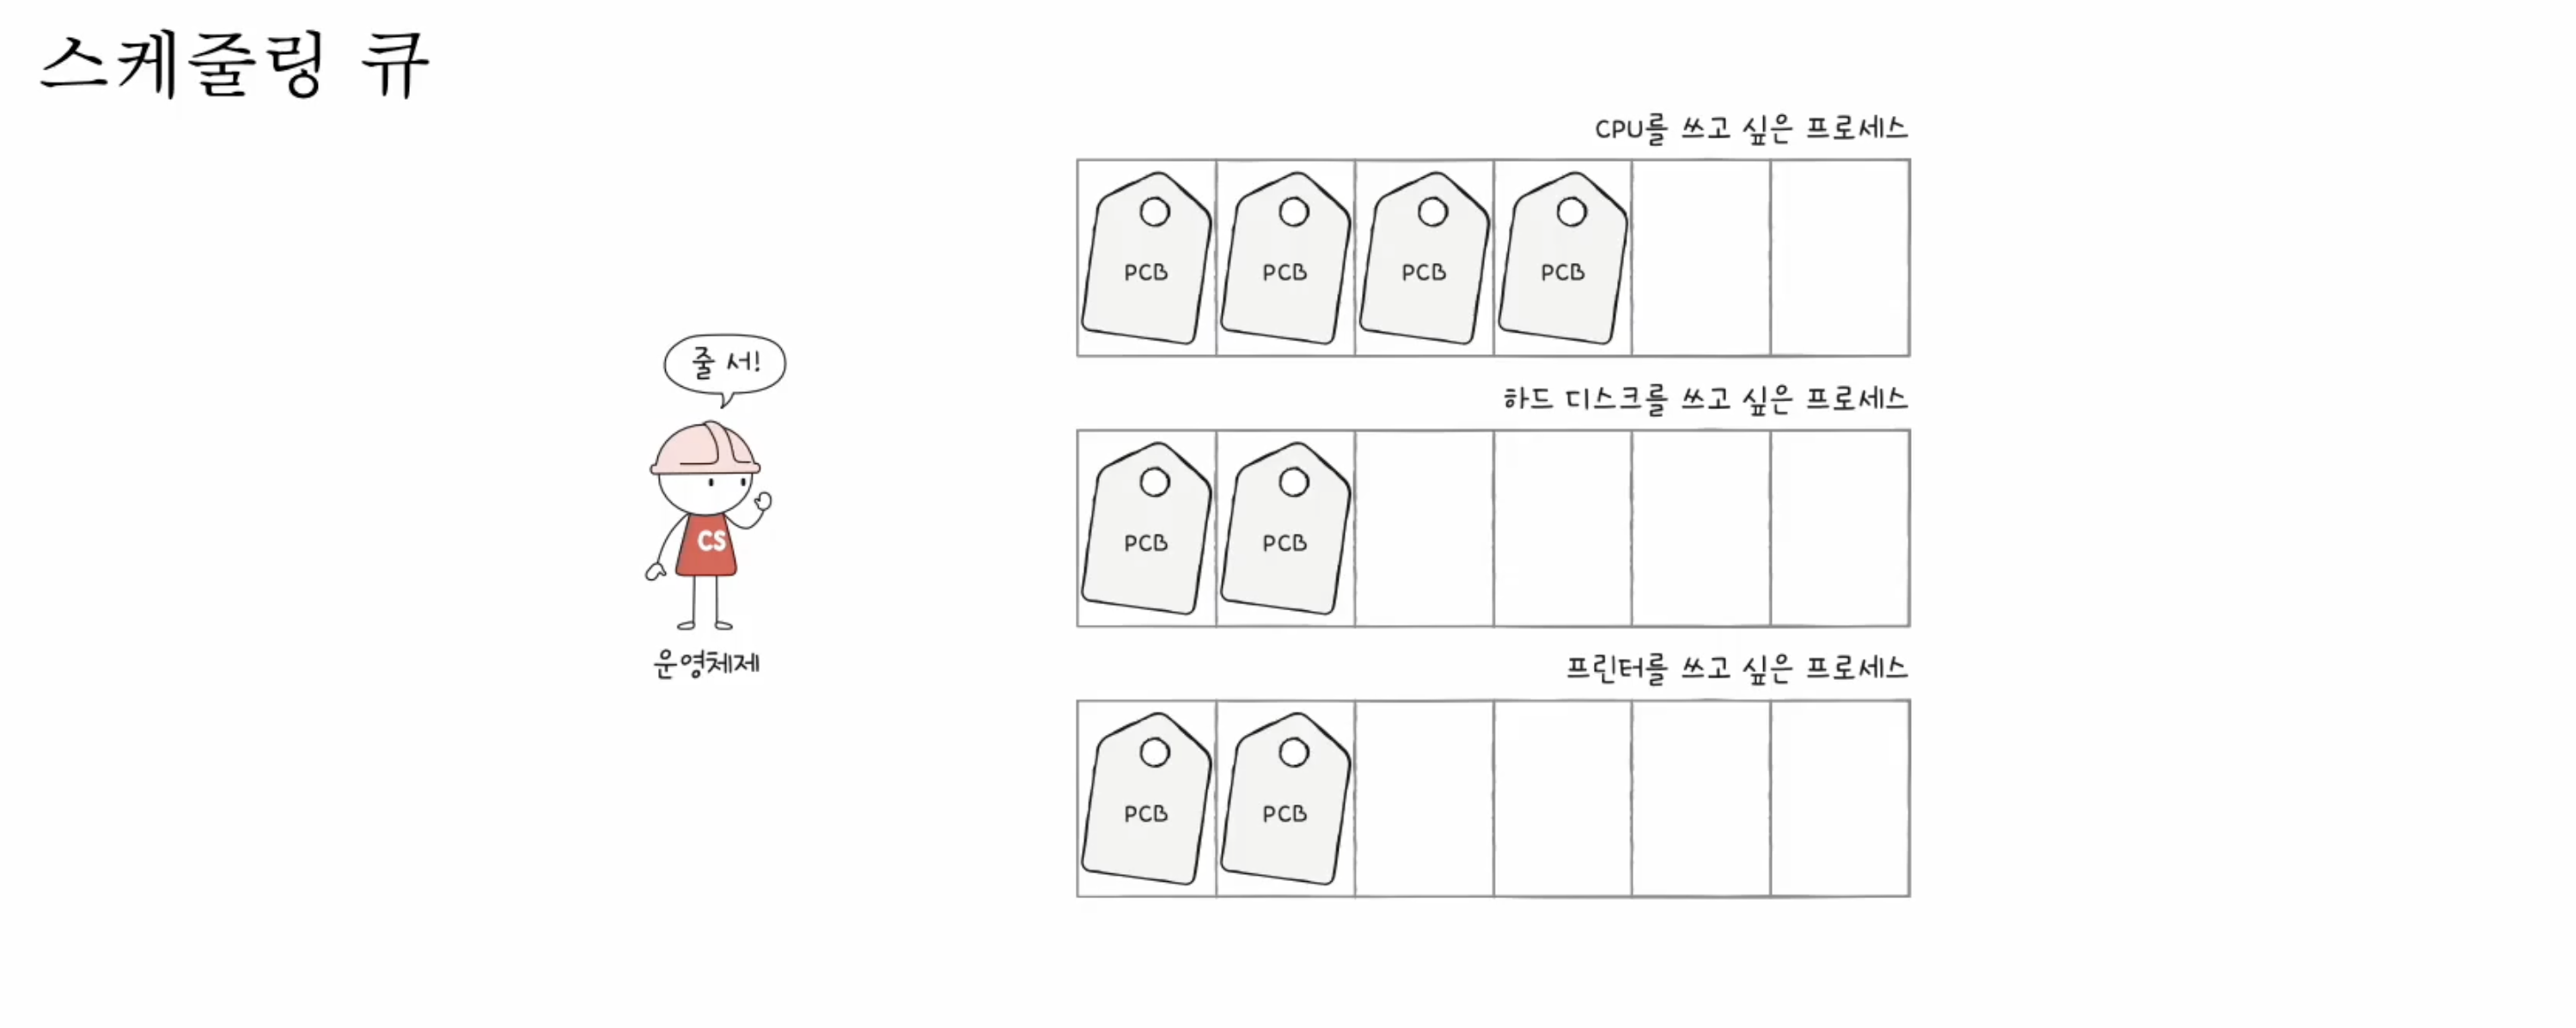 스케줄링 큐
줄 서!
CS
운영체제
CPU를 쓰고 싶은 프로세스
PCB PCB PCB PCB
하드 디스크를 쓰고 싶은 프로세스
PCB PCB
프린터를 쓰고 싶은 프로세스
PCB PCB